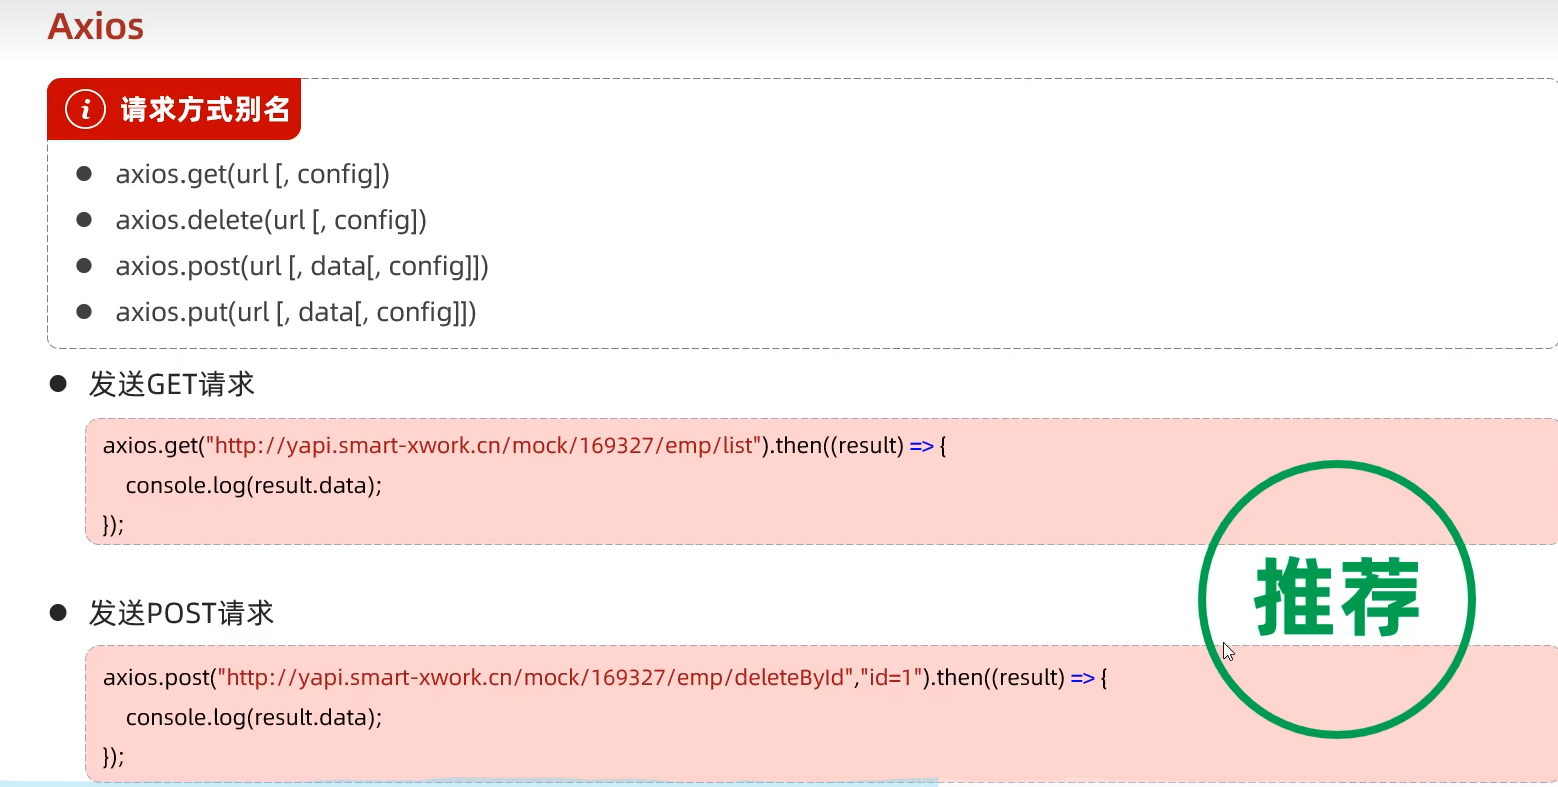 Axios
i 请求方式别名
● axios.get(url [, config])
● axios.delete(url [, config])
● axios.post(url [, data[, config]])
● axios.put(url [, data[, config]])
● 发送GET请求
axios.get("http://yapi.smart-xwork.cn/mock/169327/emp/list").then((result) => {
console.log(result.data);
});
推荐
● 发送POST请求
axios.post("http://yapi.smart-xwork.cn/mock/169327/emp/deleteById","id=1").then((result) => {
console.log(result.data);
});